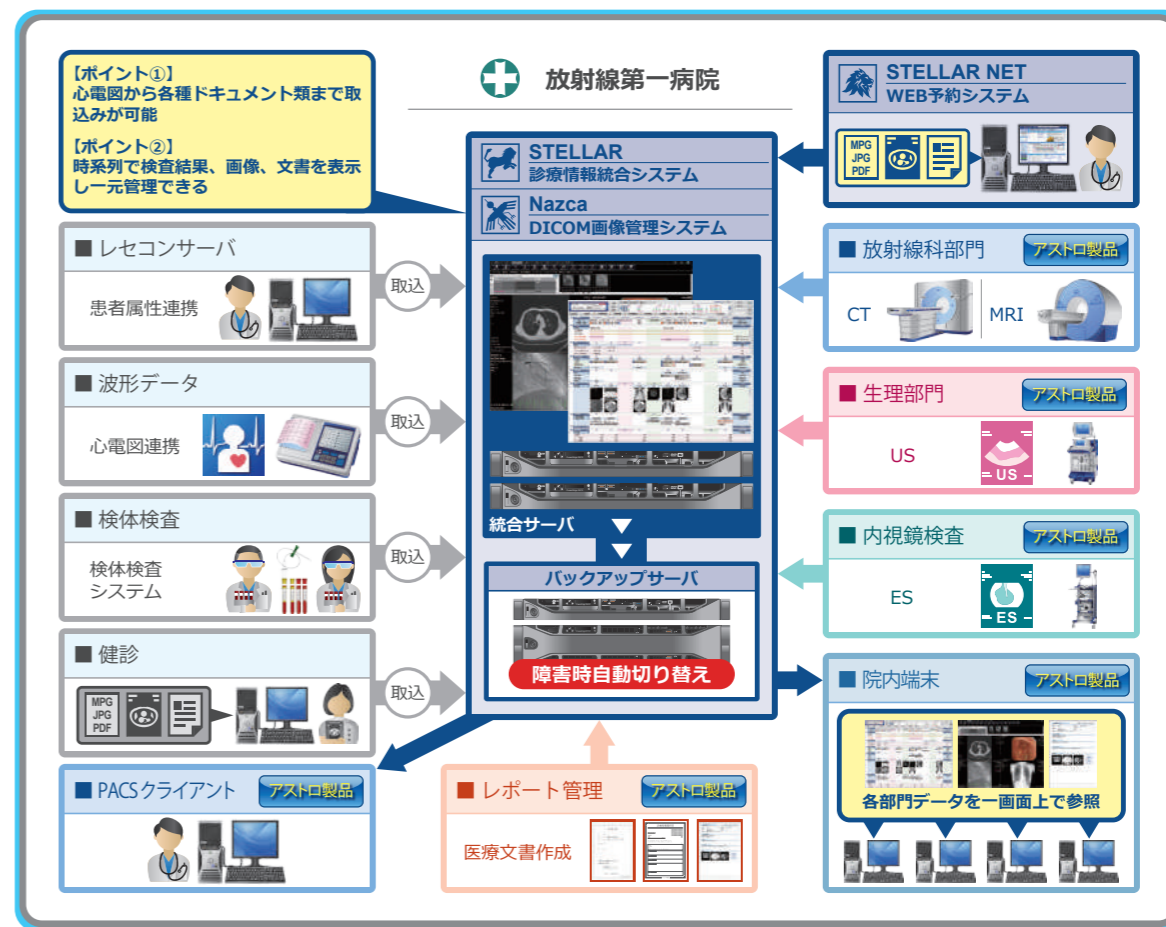 【ポイント①】
心電図から各種ドキュメント類まで取
込みが可能
【ポイント②】
時系列で検査結果、画像、文書を表示
し一元管理できる
放射線第一病院
STELLAR NET
WEB予約システム
MPG
JPG
PDF
STELLAR
診療情報統合システム
Nazca
DICOM画像管理システム
統合サーバ
バックアップサーバ
障害時自動切り替え
■ レセコンサーバ
患者属性連携
取込
■ 波形データ
心電図連携
取込
■ 検体検査
検体検査
システム
取込
■ 健診
MPG
JPG
PDF
取込
■ PACSクライアント
アストロ製品
■ レポート管理
アストロ製品
医療文書作成
■ 放射線科部門
アストロ製品
CT
MRI
■ 生理部門
アストロ製品
US
US
■ 内視鏡検査
アストロ製品
ES
ES
■ 院内端末
アストロ製品
各部門データを一画面上で参照